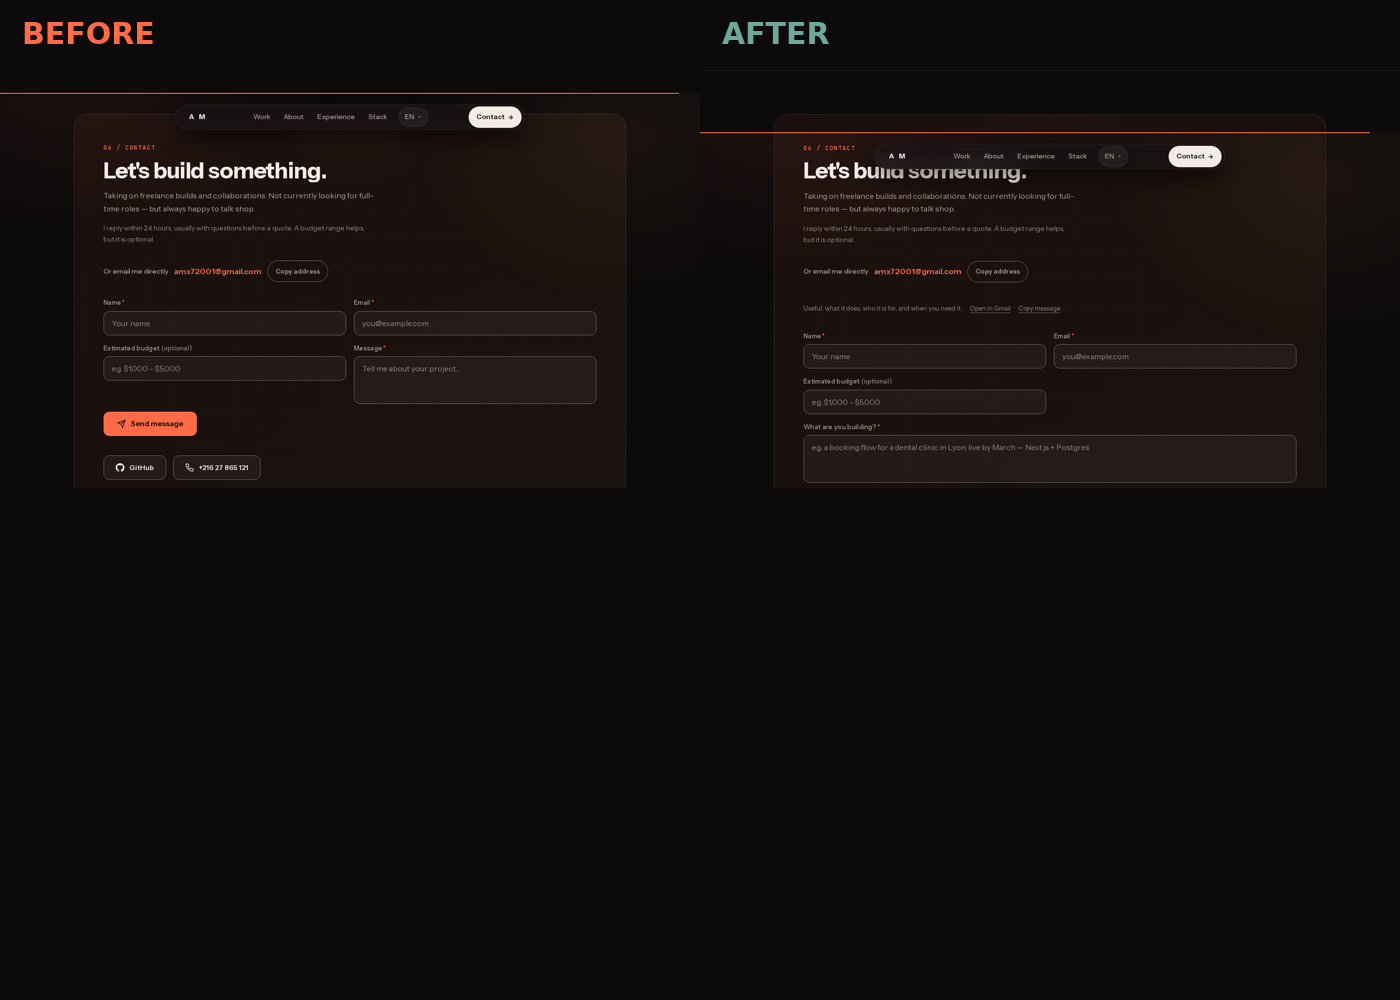 BEFORE
A M Work About Experience Stack EN Contact →
06 / CONTACT
Let's build something.
Taking on freelance builds and collaborations. Not currently looking for full-
time roles — but always happy to talk shop.
I reply within 24 hours, usually with questions before a quote. A budget range helps,
but it is optional.
Or email me directly amx72001@gmail.com Copy address
Name * Email *
Your name you@example.com
Estimated budget (optional) Message *
e.g. $1,000 – $5,000 Tell me about your project...
Send message
GitHub +216 27 865 121
AFTER
06 / CONTACT
A M Work About Experience Stack EN Contact →
Let's build something.
Taking on freelance builds and collaborations. Not currently looking for full-
time roles — but always happy to talk shop.
I reply within 24 hours, usually with questions before a quote. A budget range helps,
but it is optional.
Or email me directly amx72001@gmail.com Copy address
Useful: what it does, who it is for, and when you need it. Open in Gmail Copy message
Name * Email *
Your name you@example.com
Estimated budget (optional)
e.g. $1,000 – $5,000
What are you building? *
e.g. a booking flow for a dental clinic in Lyon, live by March — Next.js + Postgres